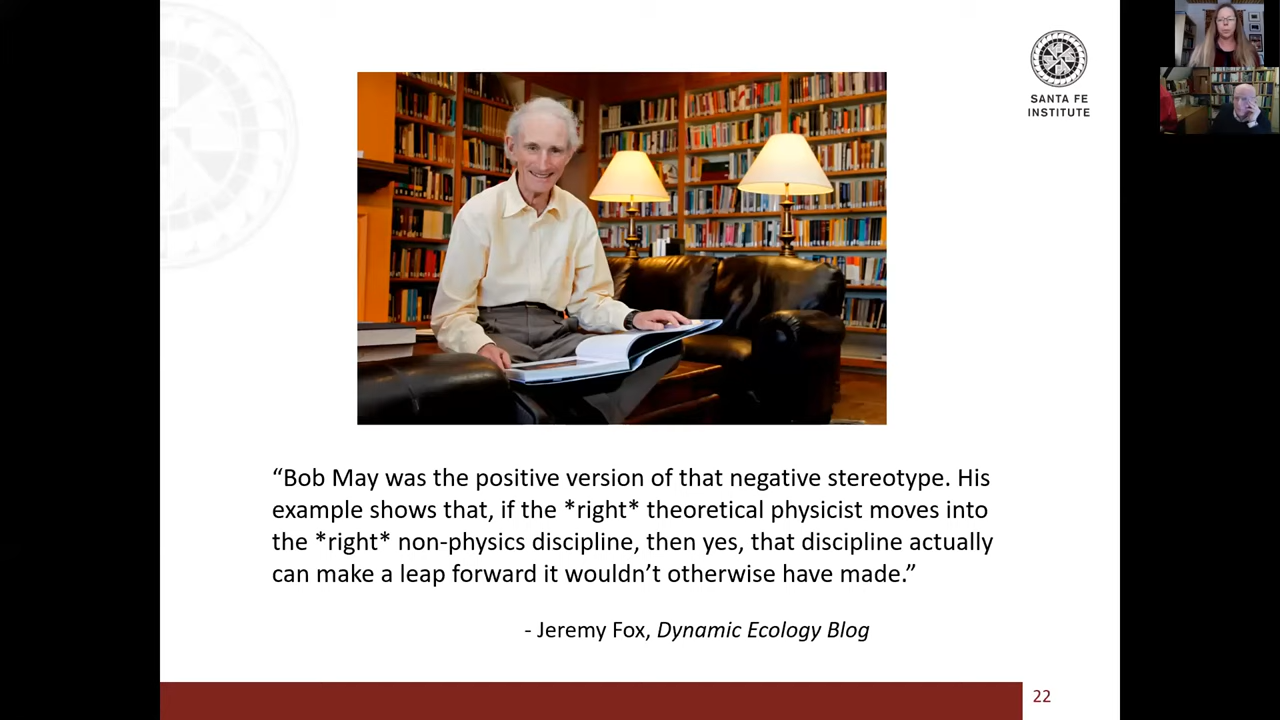 SANTA FE
INSTITUTE
“Bob May was the positive version of that negative stereotype. His
example shows that, if the *right* theoretical physicist moves into
the *right* non-physics discipline, then yes, that discipline actually
can make a leap forward it wouldn’t otherwise have made.”
- Jeremy Fox, Dynamic Ecology Blog
22